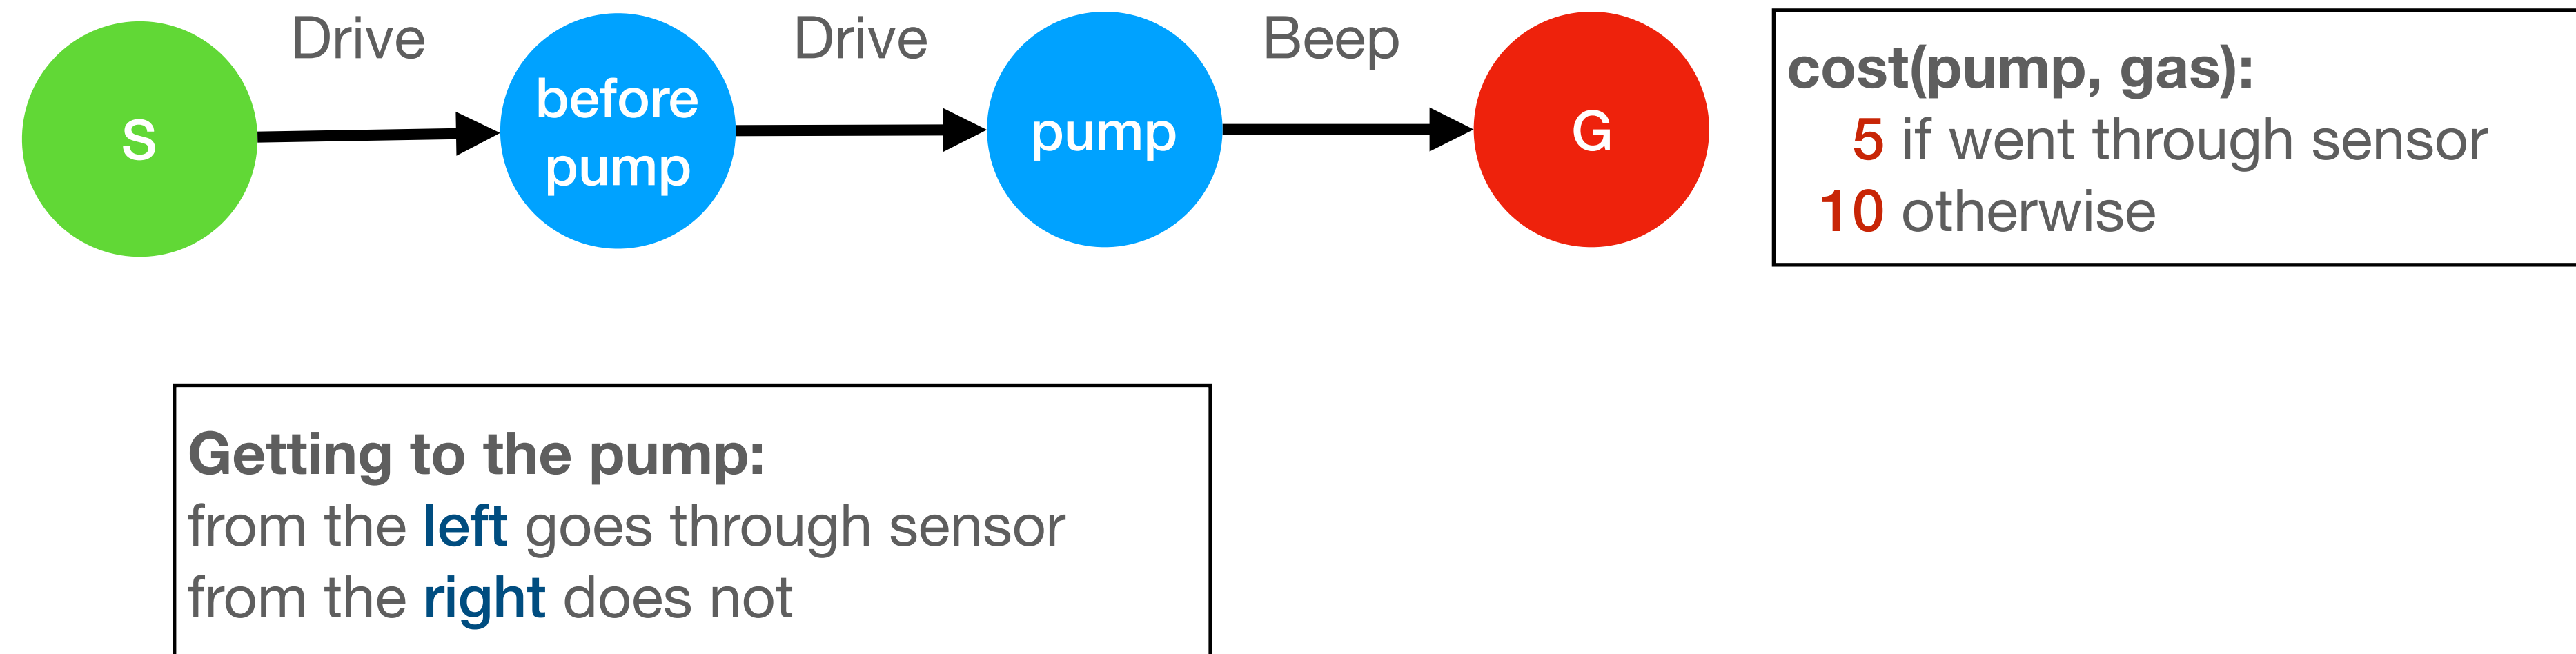 Drive
Drive
Beep
S
before
pump
pump
G
cost(pump, gas):
5 if went through sensor
10 otherwise
Getting to the pump:
from the left goes through sensor
from the right does not